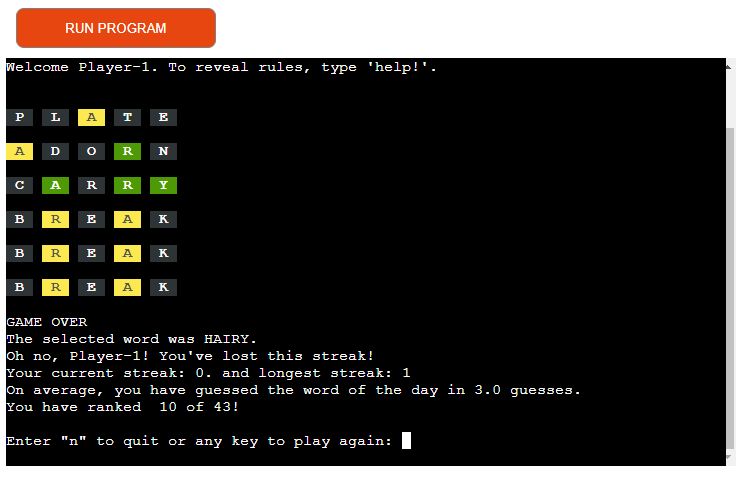 RUN PROGRAM
Welcome Player-1. To reveal rules, type 'help!'.
P L A T E
A D O R N
C A R R Y
B R E A K
B R E A K
B R E A K
GAME OVER
The selected word was HAIRY.
Oh no, Player-1! You've lost this streak!
Your current streak: 0. and longest streak: 1
On average, you have guessed the word of the day in 3.0 guesses.
You have ranked  10 of 43!
Enter "n" to quit or any key to play again: